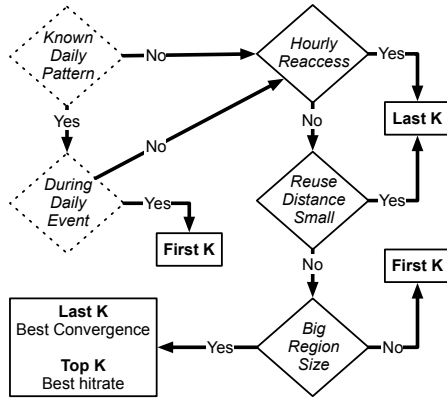 Known
Daily
Pattern
No
Hourly
Reaccess
Yes
Yes
No
Last K
No
During
Daily
Event
Yes
First K
Reuse
Distance
Small
Yes
No
First K
Last K
Best Convergence
Top K
Best hitrate
Yes
Big
Region
Size
No